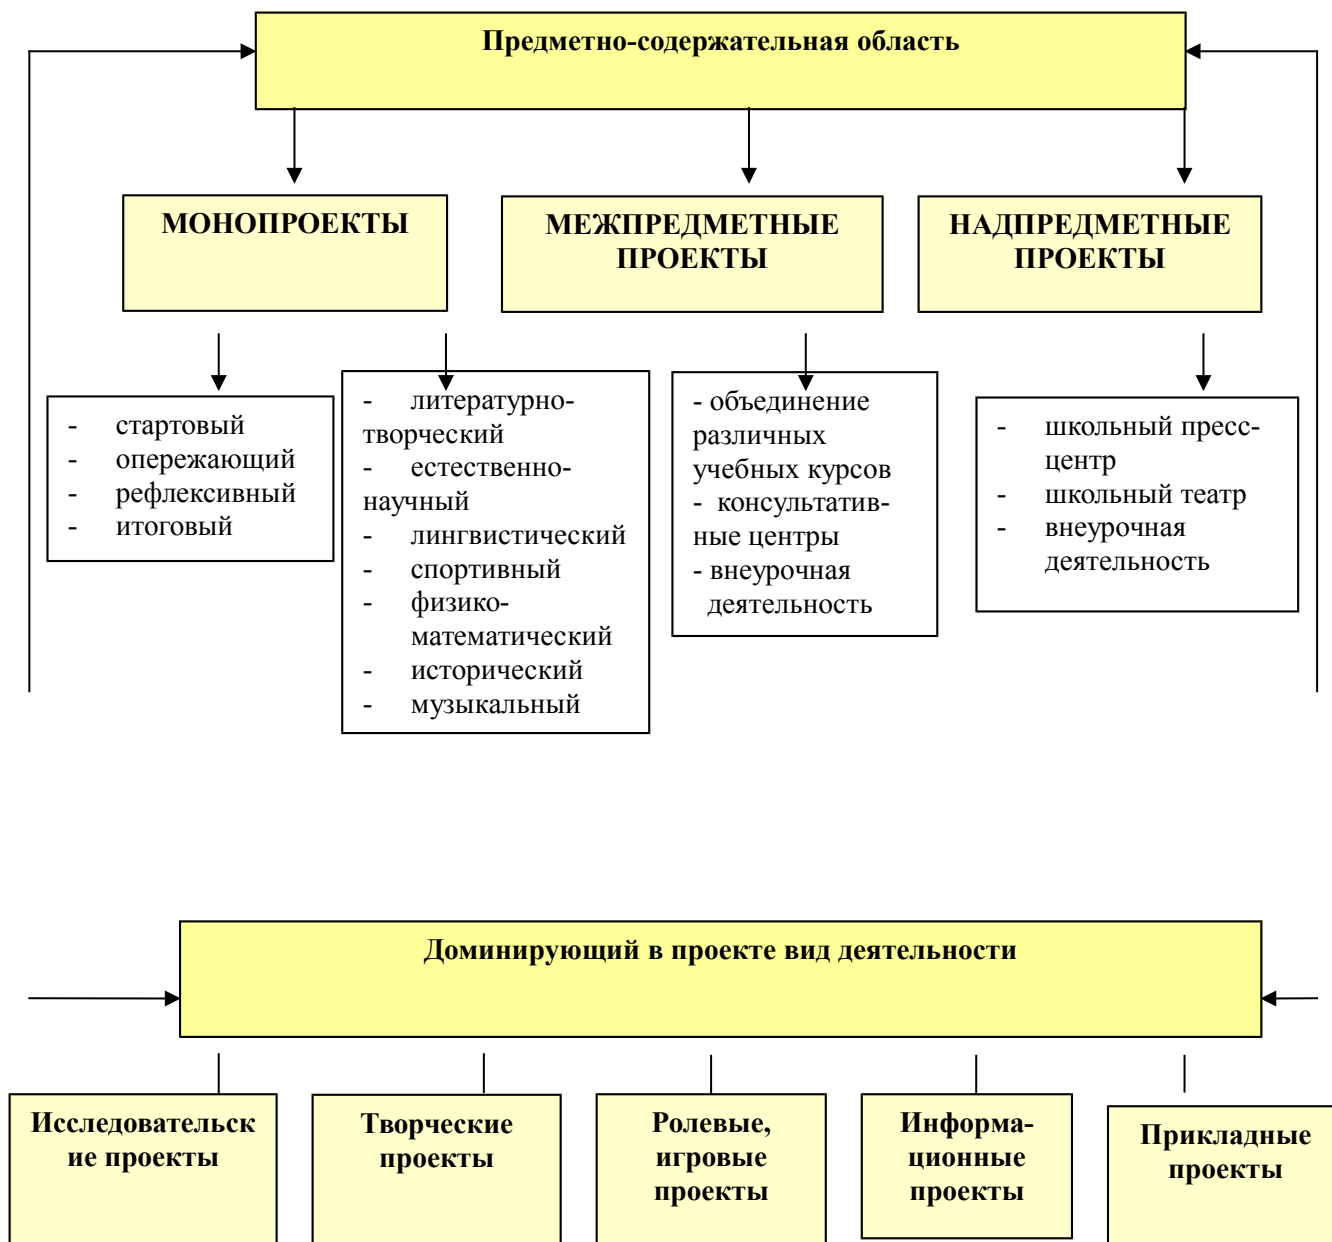 Предметно-содержательная область
МОНОПРОЕКТЫ
МЕЖПРЕДМЕТНЫЕ
ПРОЕКТЫ
НАДПРЕДМЕТНЫЕ
ПРОЕКТЫ
- стартовый
- опережающий
- рефлексивный
- итоговый
- литературно-
творческий
- естественно-
научный
- лингвистический
- спортивный
- физико-
математический
- исторический
- музыкальный
- объединение
различных
учебных курсов
- консультатив-
ные центры
- внеурочная
деятельность
- школьный пресс-
центр
- школьный театр
- внеурочная
деятельность
Доминирующий в проекте вид деятельности
Исследовательск
ие проекты
Творческие
проекты
Ролевые,
игровые
проекты
Информа-
ционные
проекты
Прикладные
проекты